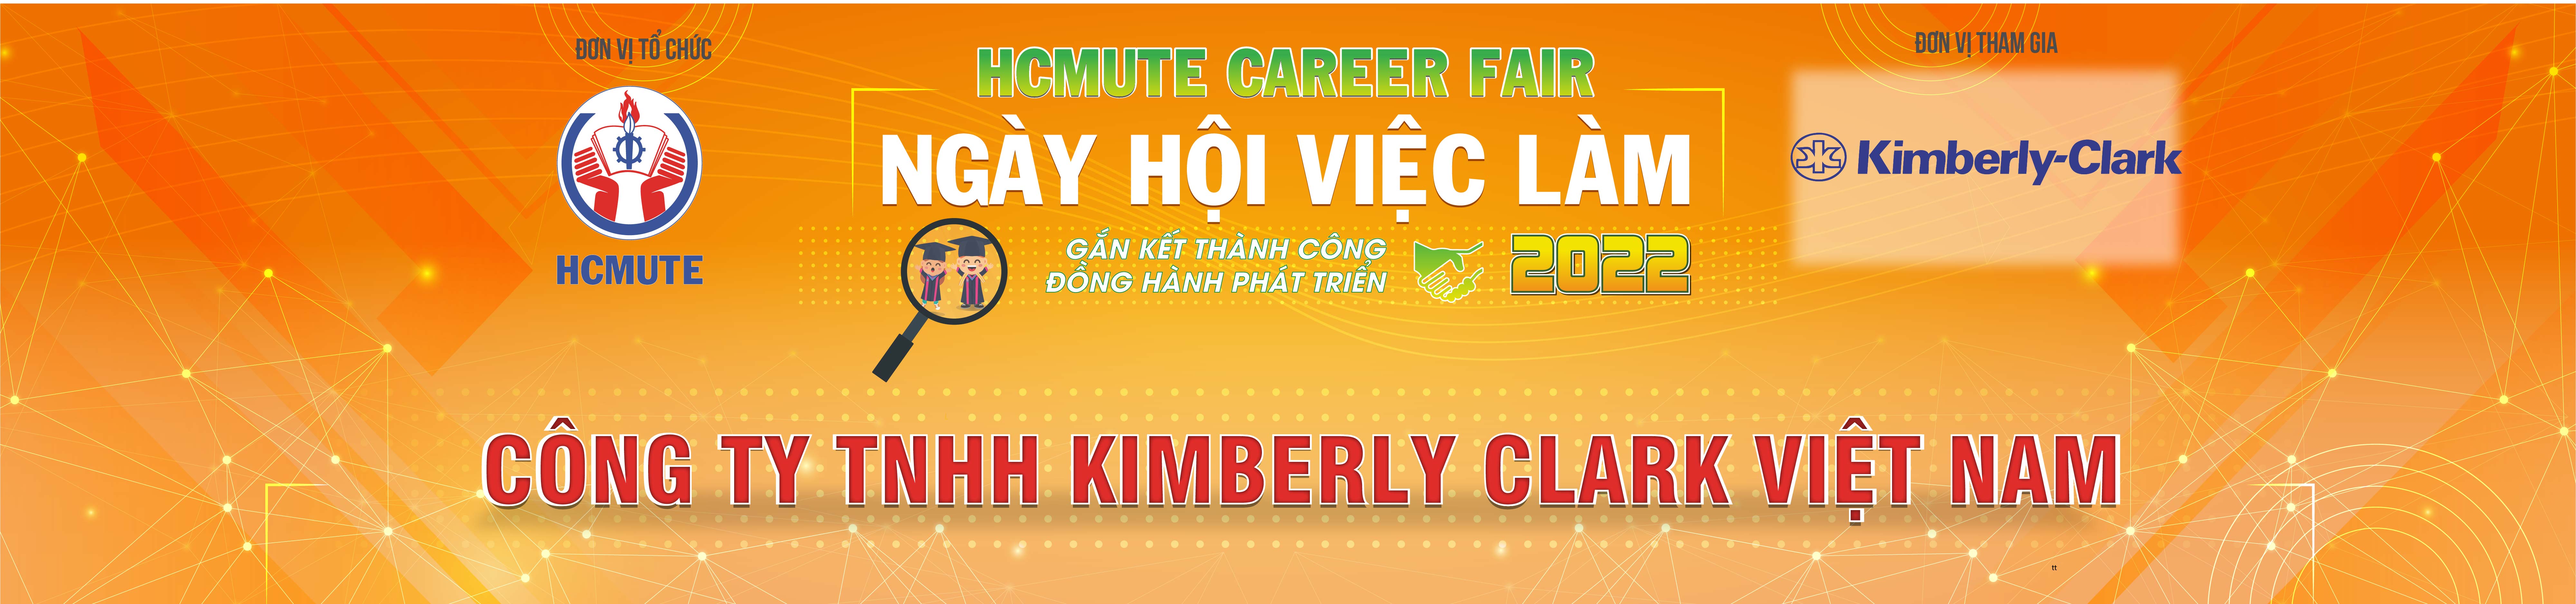 ĐƠN VỊ TỔ CHỨC
HCMUTE
HCMUTE CAREER FAIR
NGÀY HỘI VIỆC LÀM
GẮN KẾT THÀNH CÔNG
ĐỒNG HÀNH PHÁT TRIỂN
2022
ĐƠN VỊ THAM GIA
Kimberly-Clark
CÔNG TY TNHH KIMBERLY CLARK VIỆT NAM
tt